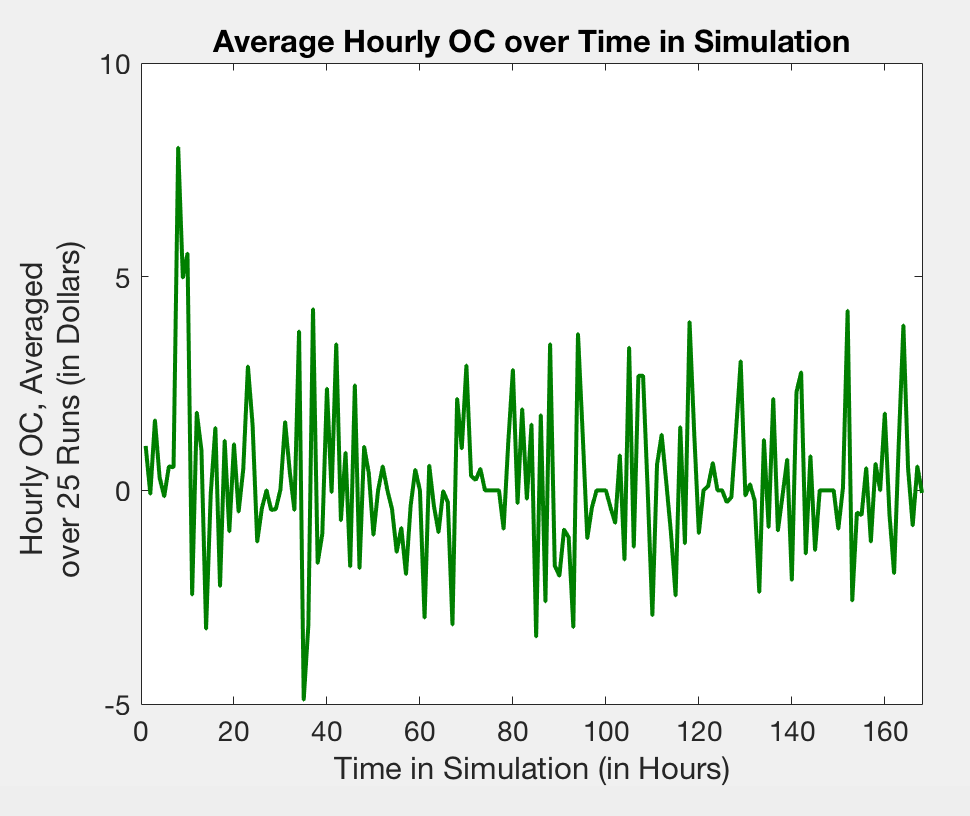 Average Hourly OC over Time in Simulation
Hourly OC, Averaged
over 25 Runs (in Dollars)
10
5
0
-5
0 20 40 60 80 100 120 140 160
Time in Simulation (in Hours)